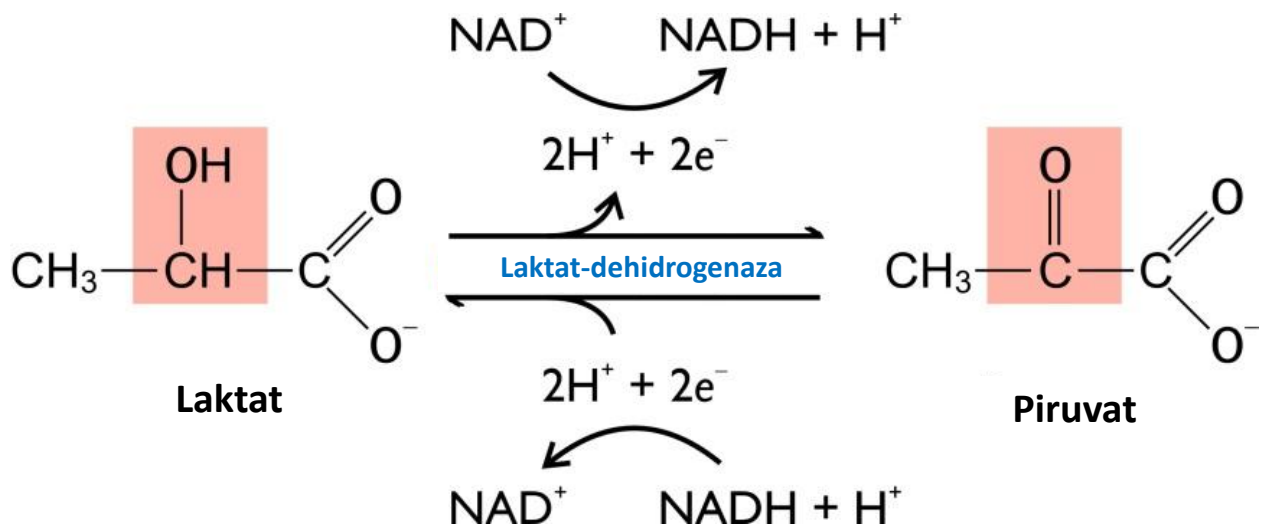 NAD⁺ NADH + H⁺
2H⁺ + 2e⁻
OH
O
CH₃ CH C
O⁻
Laktat
Laktat-dehidrogenaza
O
O
CH₃ C C
O⁻
Piruvat
2H⁺ + 2e⁻
NAD⁺ NADH + H⁺